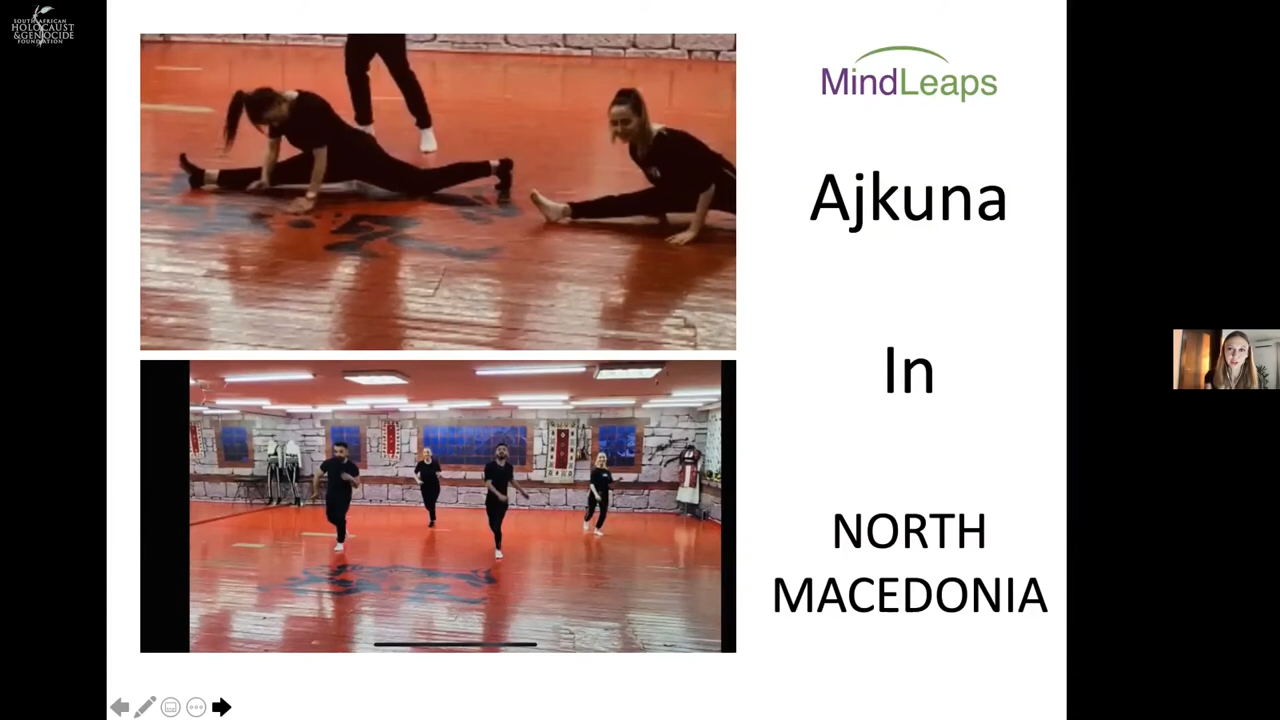 SOUTH AFRICAN
HOLOCAUST
& GENOCIDE
FOUNDATION
MindLeaps
Ajkuna
In
NORTH
MACEDONIA